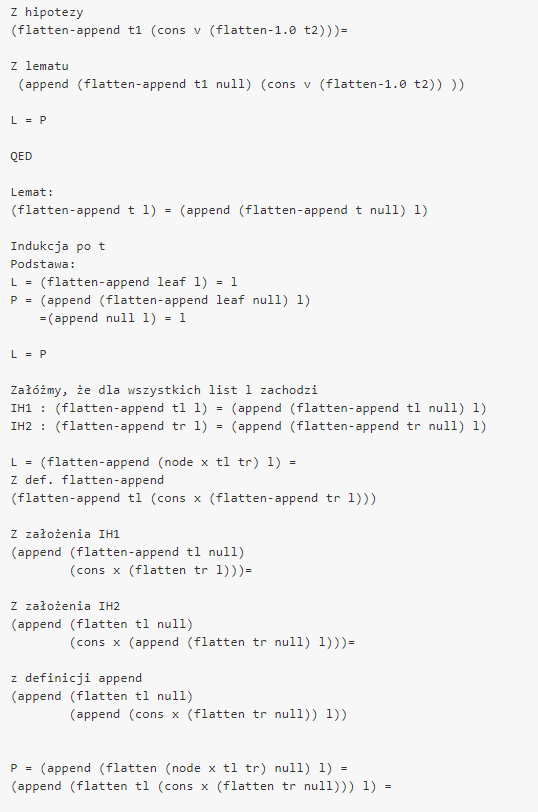 Z hipotezy
(flatten-append t1 (cons v (flatten-1.0 t2)))=
Z lematu
(append (flatten-append t1 null) (cons v (flatten-1.0 t2)) ))
L = P
QED
Lemat:
(flatten-append t l) = (append (flatten-append t null) l)
Indukcja po t
Podstawa:
L = (flatten-append leaf l) = l
P = (append (flatten-append leaf null) l)
=(append null l) = l
L = P
Załóżmy, że dla wszystkich list l zachodzi
IH1 : (flatten-append tl l) = (append (flatten-append tl null) l)
IH2 : (flatten-append tr l) = (append (flatten-append tr null) l)
L = (flatten-append (node x tl tr) l) =
Z def. flatten-append
(flatten-append tl (cons x (flatten-append tr l)))
Z założenia IH1
(append (flatten-append tl null)
(cons x (flatten tr l)))=
Z założenia IH2
(append (flatten tl null)
(cons x (append (flatten tr null) l)))=
z definicji append
(append (flatten tl null)
(append (cons x (flatten tr null)) l))
P = (append (flatten (node x tl tr) null) l) =
(append (flatten tl (cons x (flatten tr null))) l) =